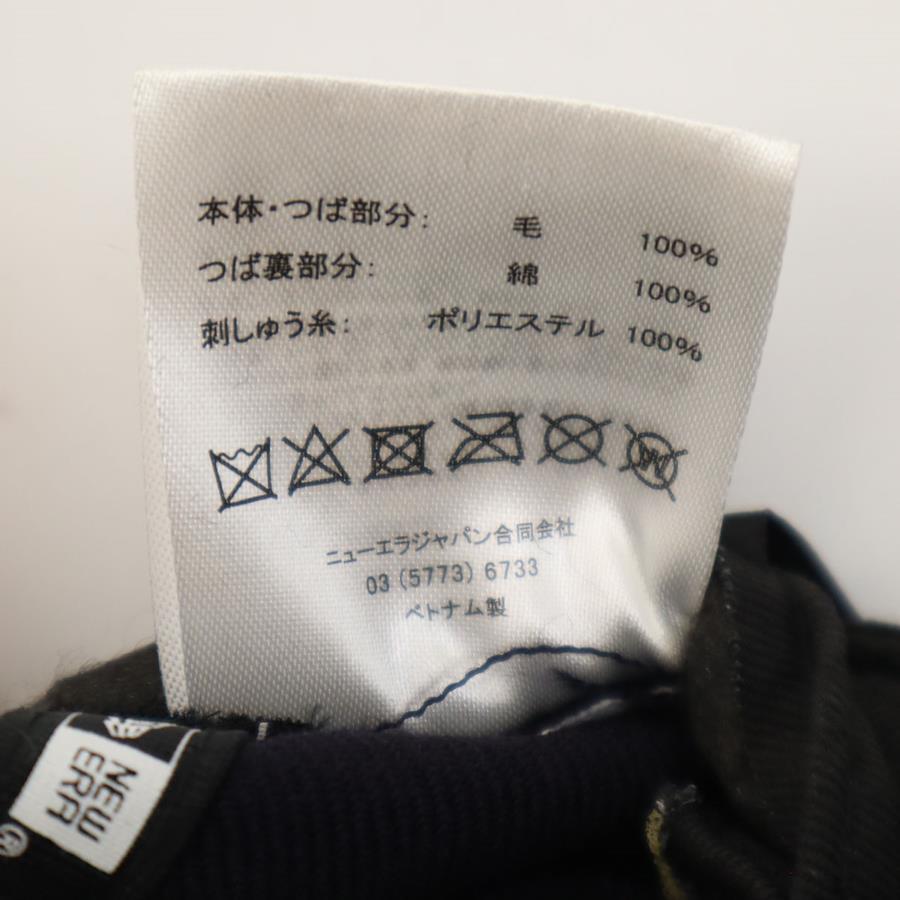 本体・つば部分: 毛 100%
つば裏部分: 綿 100%
刺しゅう糸: ポリエステル 100%
ニューエラジャパン合同会社
03 (5773) 6733
ベトナム製
NEW
ERA
®